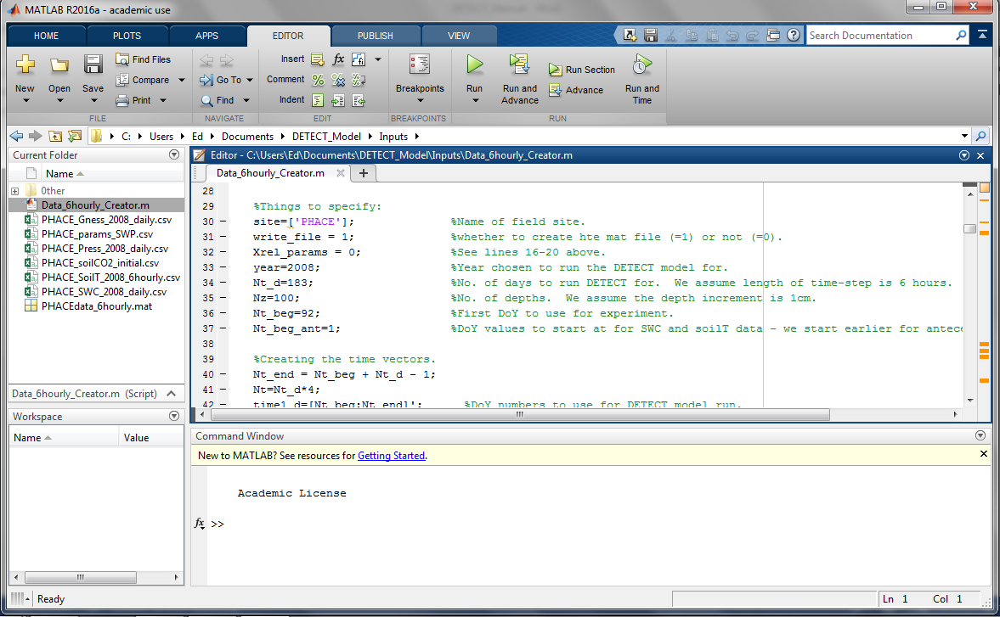 MATLAB R2016a - academic use
HOME PLOTS APPS EDITOR PUBLISH VIEW
Search Documentation
New Open Save
Find Files
Compare
Print
FILE
Go To
Find
NAVIGATE
Insert fx
Comment
Indent
EDIT
Breakpoints
BREAKPOINTS
Run
Run and Advance
Run Section
Advance
Run and Time
RUN
C: Users Ed Documents DETECT_Model Inputs
Current Folder
Name
Other
Data_6hourly_Creator.m
PHACE_Gness_2008_daily.csv
PHACE_params_SWP.csv
PHACE_Press_2008_daily.csv
PHACE_soilCO2_initial.csv
PHACE_SoilT_2008_6hourly.csv
PHACE_SWC_2008_daily.csv
PHACEdata_6hourly.mat
Data_6hourly_Creator.m (Script)
Workspace
Name Value
Editor - C:\Users\Ed\Documents\DETECT_Model\Inputs\Data_6hourly_Creator.m
Data_6hourly_Creator.m
28
29 %Things to specify:
30 - site=['PHACE']; %Name of field site.
31 - write_file = 1; %whether to create hte mat file (=1) or not (=0).
32 - Xrel_params = 0; %See lines 16-20 above.
33 - year=2008; %Year chosen to run the DETECT model for.
34 - Nt_d=183; %No. of days to run DETECT for. We assume length of time-step is 6 hours.
35 - Nz=100; %No. of depths. We assume the depth increment is 1cm.
36 - Nt_beg=92; %First DoY to use for experiment.
37 - Nt_beg_ant=1; %DoY values to start at for SWC and soilT data - we start earlier for antece
38
39 %Creating the time vectors.
40 - Nt_end = Nt_beg + Nt_d - 1;
41 - Nt=Nt_d*4;
42 - time1_d=[Nt_beg:Nt_end]'; %DoY numbers to use for DETECT model run.
Command Window
New to MATLAB? See resources for Getting Started.
Academic License
fx >>
Ready
Ln 1 Col 1